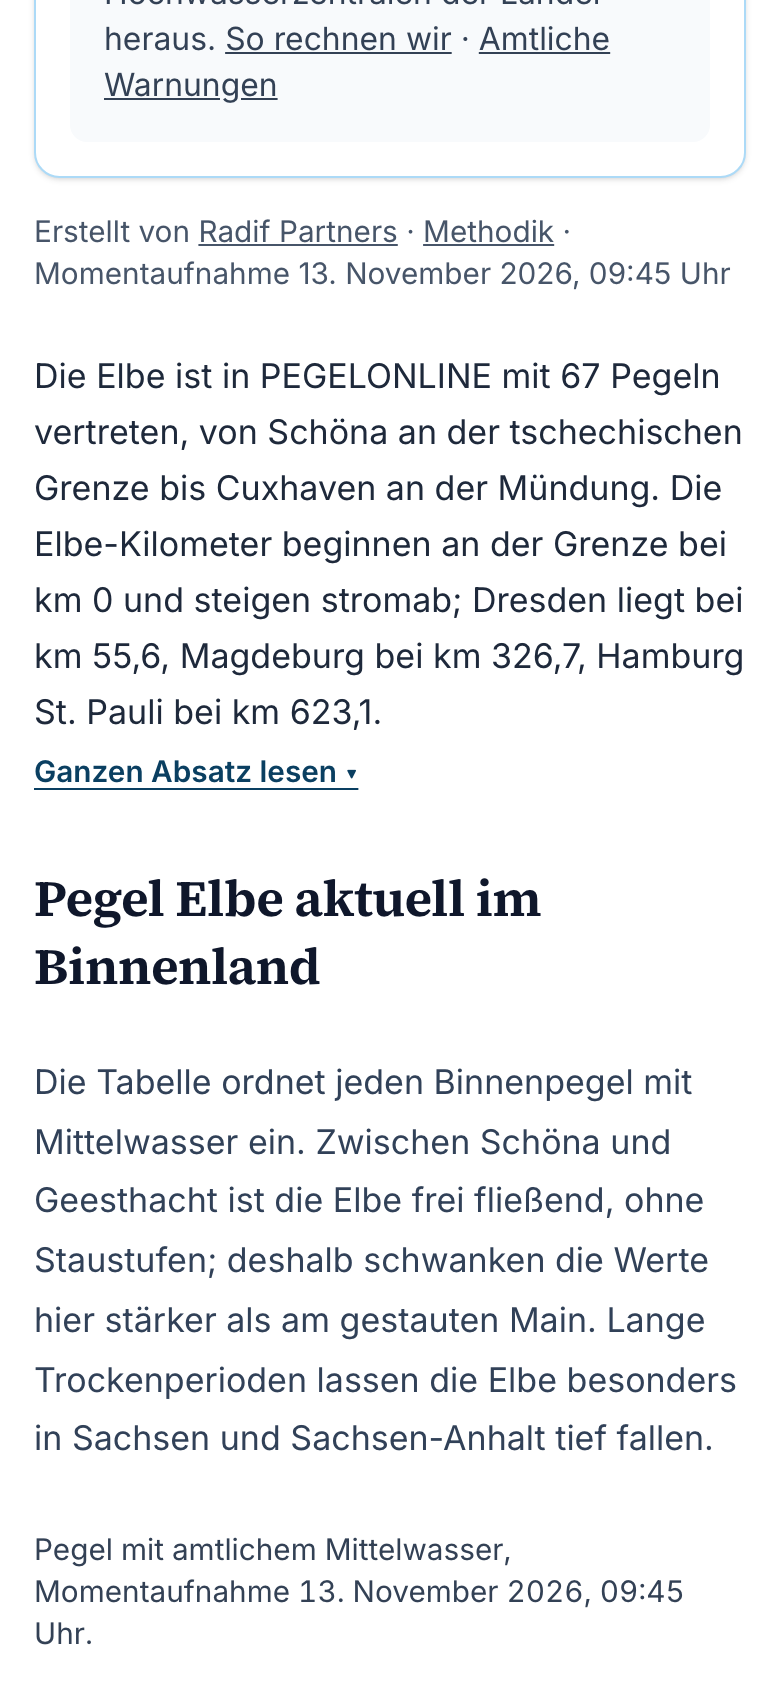 heraus. So rechnen wir · Amtliche
Warnungen
Erstellt von Radif Partners · Methodik ·
Momentaufnahme 13. November 2026, 09:45 Uhr
Die Elbe ist in PEGELONLINE mit 67 Pegeln
vertreten, von Schöna an der tschechischen
Grenze bis Cuxhaven an der Mündung. Die
Elbe-Kilometer beginnen an der Grenze bei
km 0 und steigen stromab; Dresden liegt bei
km 55,6, Magdeburg bei km 326,7, Hamburg
St. Pauli bei km 623,1.
Ganzen Absatz lesen ▾
Pegel Elbe aktuell im
Binnenland
Die Tabelle ordnet jeden Binnenpegel mit
Mittelwasser ein. Zwischen Schöna und
Geesthacht ist die Elbe frei fließend, ohne
Staustufen; deshalb schwanken die Werte
hier stärker als am gestauten Main. Lange
Trockenperioden lassen die Elbe besonders
in Sachsen und Sachsen-Anhalt tief fallen.
Pegel mit amtlichem Mittelwasser,
Momentaufnahme 13. November 2026, 09:45
Uhr.